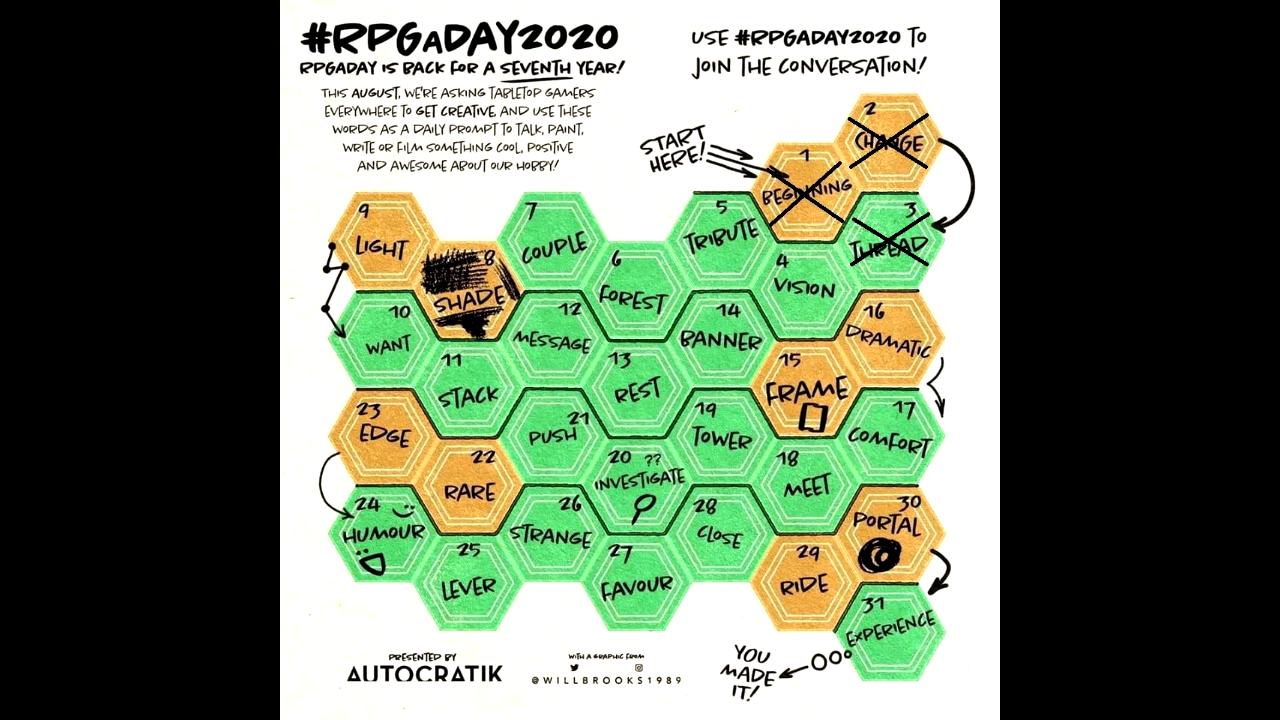 #RPGaDAY2020
RPGADAY IS BACK FOR A SEVENTH YEAR!
THIS AUGUST, WE'RE ASKING TABLETOP GAMERS
EVERYWHERE TO GET CREATIVE, AND USE THESE
WORDS AS A DAILY PROMPT TO TALK, PAINT,
WRITE OR FILM SOMETHING COOL, POSITIVE
AND AWESOME ABOUT OUR HOBBY!
USE #RPGADAY2020 TO
JOIN THE CONVERSATION!
START
HERE!
1
BEGINNING
2
CHANGE
3
THREAD
4
VISION
5
TRIBUTE
6
FOREST
7
COUPLE
8
SHADE
9
LIGHT
10
WANT
11
STACK
12
MESSAGE
13
REST
14
BANNER
15
FRAME
16
DRAMATIC
17
COMFORT
18
MEET
19
TOWER
20 ??
INVESTIGATE
21
PUSH
22
RARE
23
EDGE
24
HUMOUR
25
LEVER
26
STRANGE
27
FAVOUR
28
CLOSE
29
RIDE
30
PORTAL
31
EXPERIENCE
YOU
MADE
IT!
PRESENTED BY
AUTOCRATIK
WITH A GRAPHIC FROM
@WILLBROOKS1989